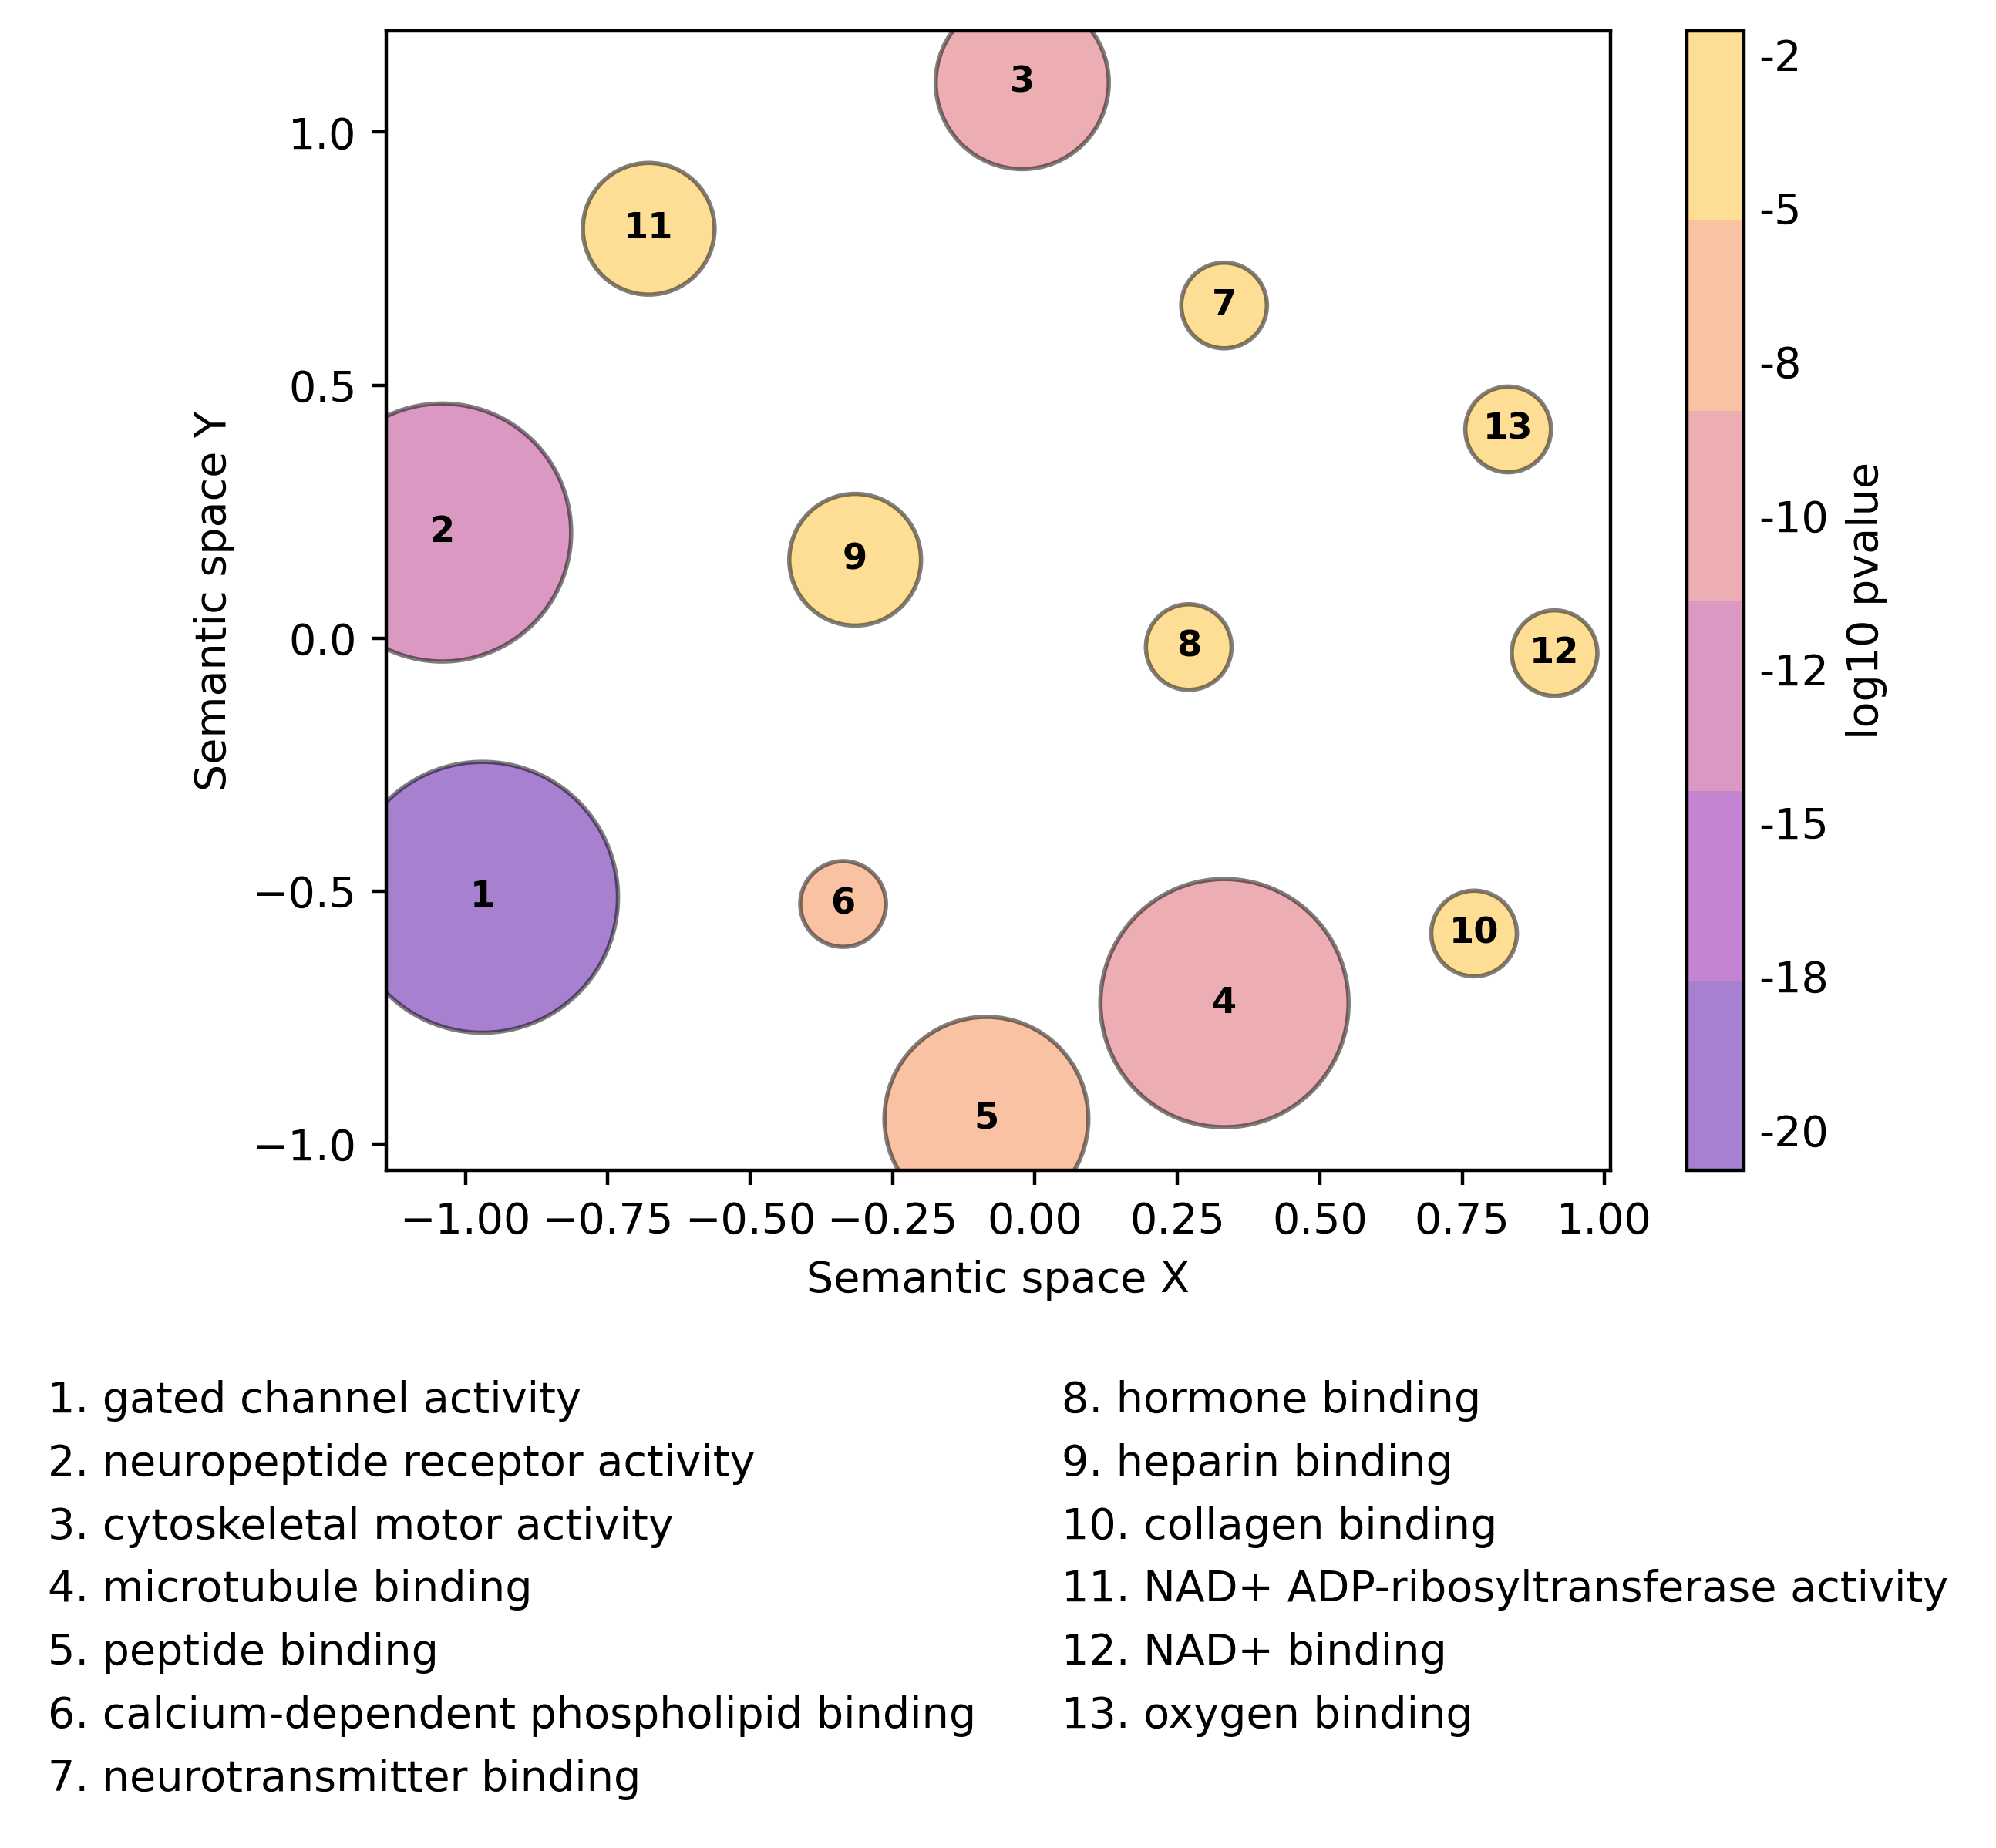 3
11
7
13
2
9
8
12
1
6
10
4
5
1.0
0.5
0.0
−0.5
−1.0
Semantic space Y
−1.00 −0.75 −0.50 −0.25 0.00 0.25 0.50 0.75 1.00
Semantic space X
-2
-5
-8
-10
-12
-15
-18
-20
log10 pvalue
1. gated channel activity
2. neuropeptide receptor activity
3. cytoskeletal motor activity
4. microtubule binding
5. peptide binding
6. calcium-dependent phospholipid binding
7. neurotransmitter binding
8. hormone binding
9. heparin binding
10. collagen binding
11. NAD+ ADP-ribosyltransferase activity
12. NAD+ binding
13. oxygen binding